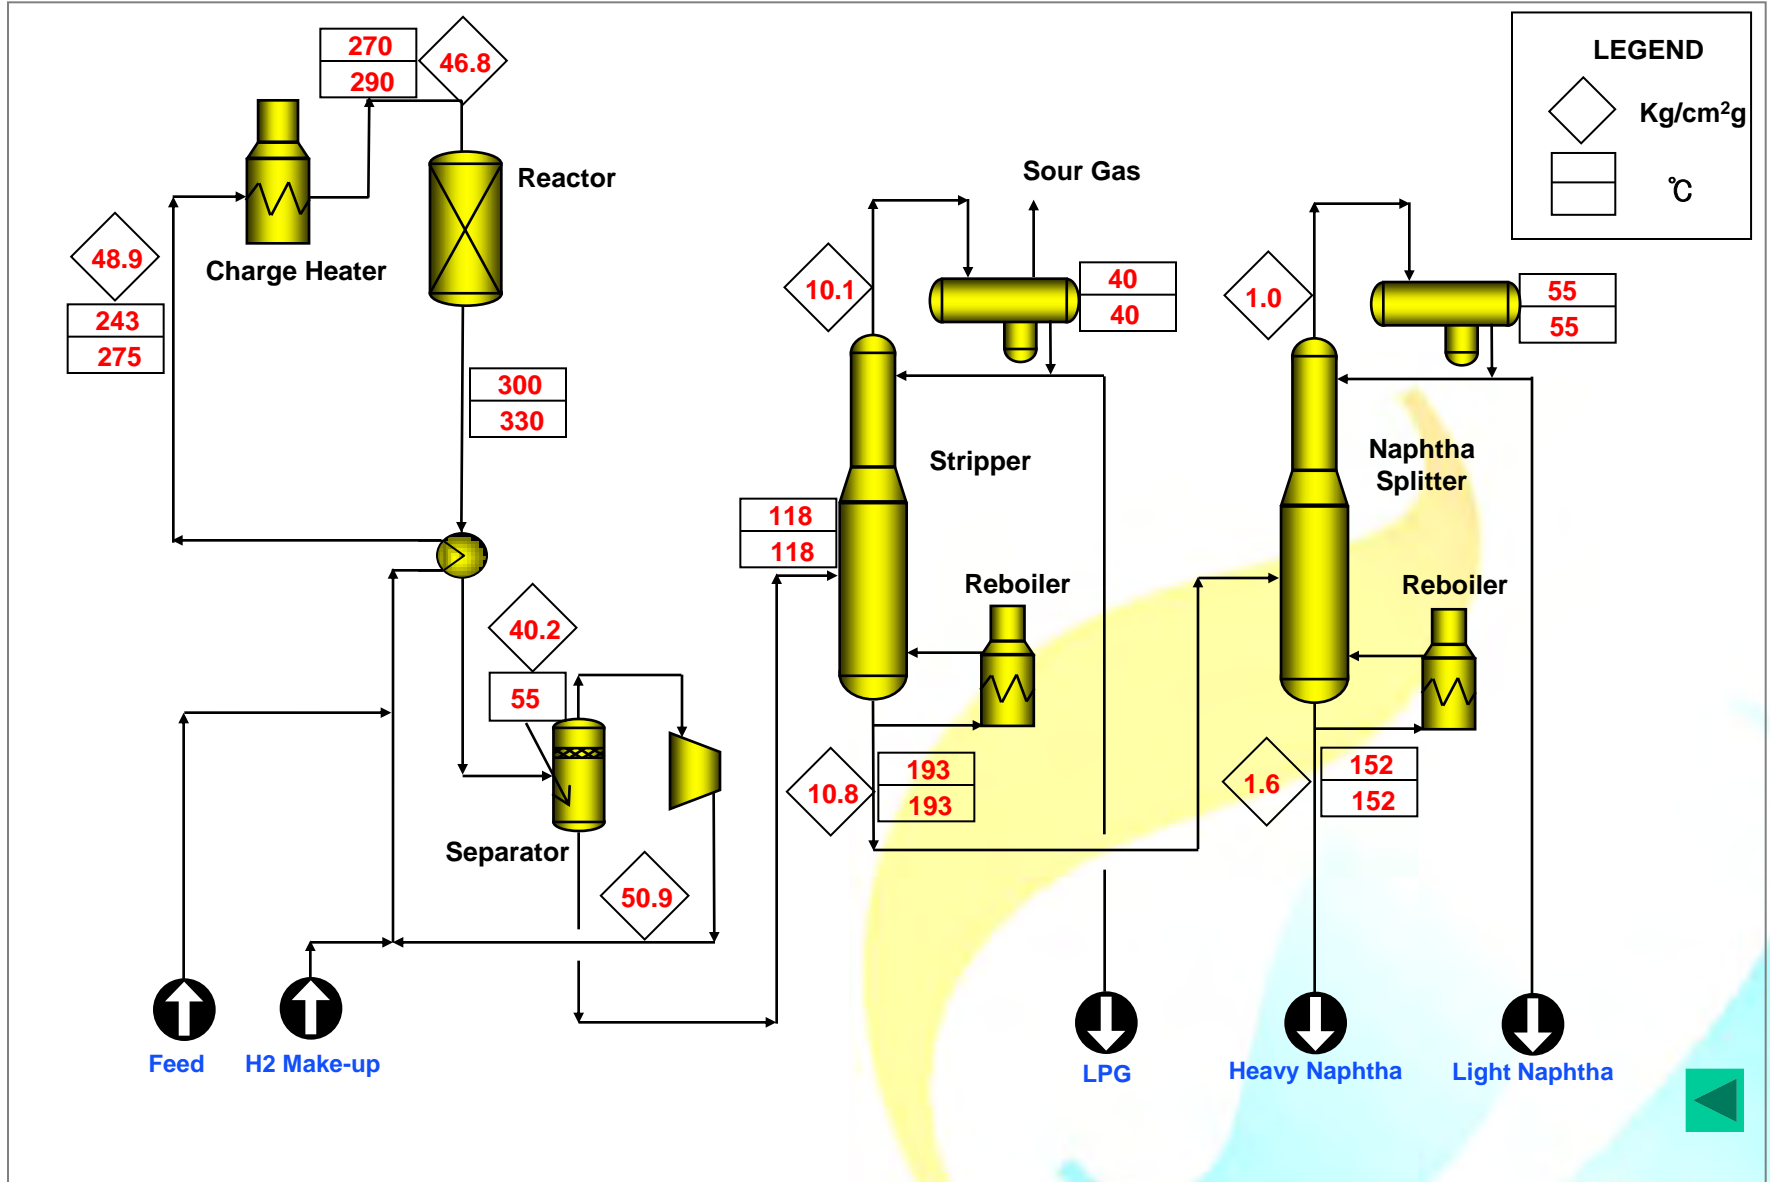 270
290
46.8
LEGEND
Kg/cm²g
℃
Reactor
Charge Heater
48.9
243
275
300
330
Sour Gas
10.1
40
40
1.0
55
55
Stripper
Naphtha
Splitter
118
118
Reboiler
Reboiler
40.2
55
Separator
50.9
10.8
193
193
1.6
152
152
Feed
H2 Make-up
LPG
Heavy Naphtha
Light Naphtha